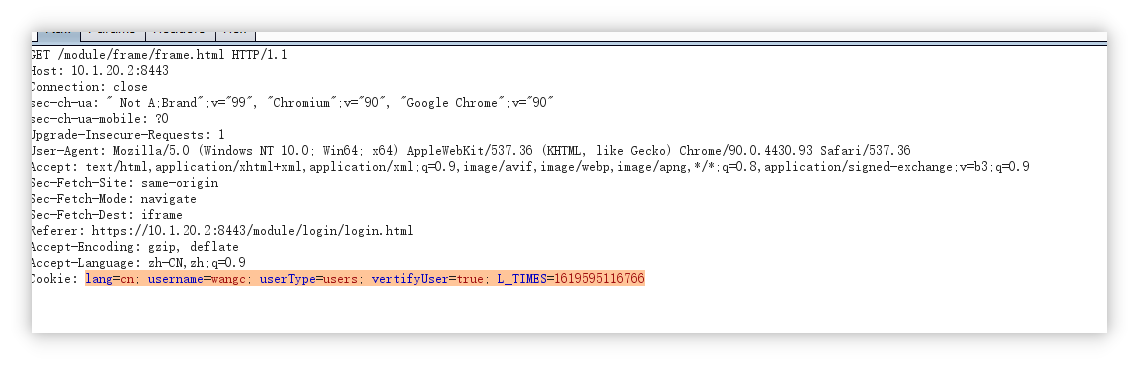 GET /module/frame/frame.html HTTP/1.1
Host: 10.1.20.2:8443
Connection: close
sec-ch-ua: " Not A;Brand";v="99", "Chromium";v="90", "Google Chrome";v="90"
sec-ch-ua-mobile: ?0
Upgrade-Insecure-Requests: 1
User-Agent: Mozilla/5.0 (Windows NT 10.0; Win64; x64) AppleWebKit/537.36 (KHTML, like Gecko) Chrome/90.0.4430.93 Safari/537.36
Accept: text/html,application/xhtml+xml,application/xml;q=0.9,image/avif,image/webp,image/apng,*/*;q=0.8,application/signed-exchange;v=b3;q=0.9
Sec-Fetch-Site: same-origin
Sec-Fetch-Mode: navigate
Sec-Fetch-Dest: iframe
Referer: https://10.1.20.2:8443/module/login/login.html
Accept-Encoding: gzip, deflate
Accept-Language: zh-CN,zh;q=0.9
Cookie: lang=cn; username=wangc; userType=users; vertifyUser=true; L_TIMES=1619595116766